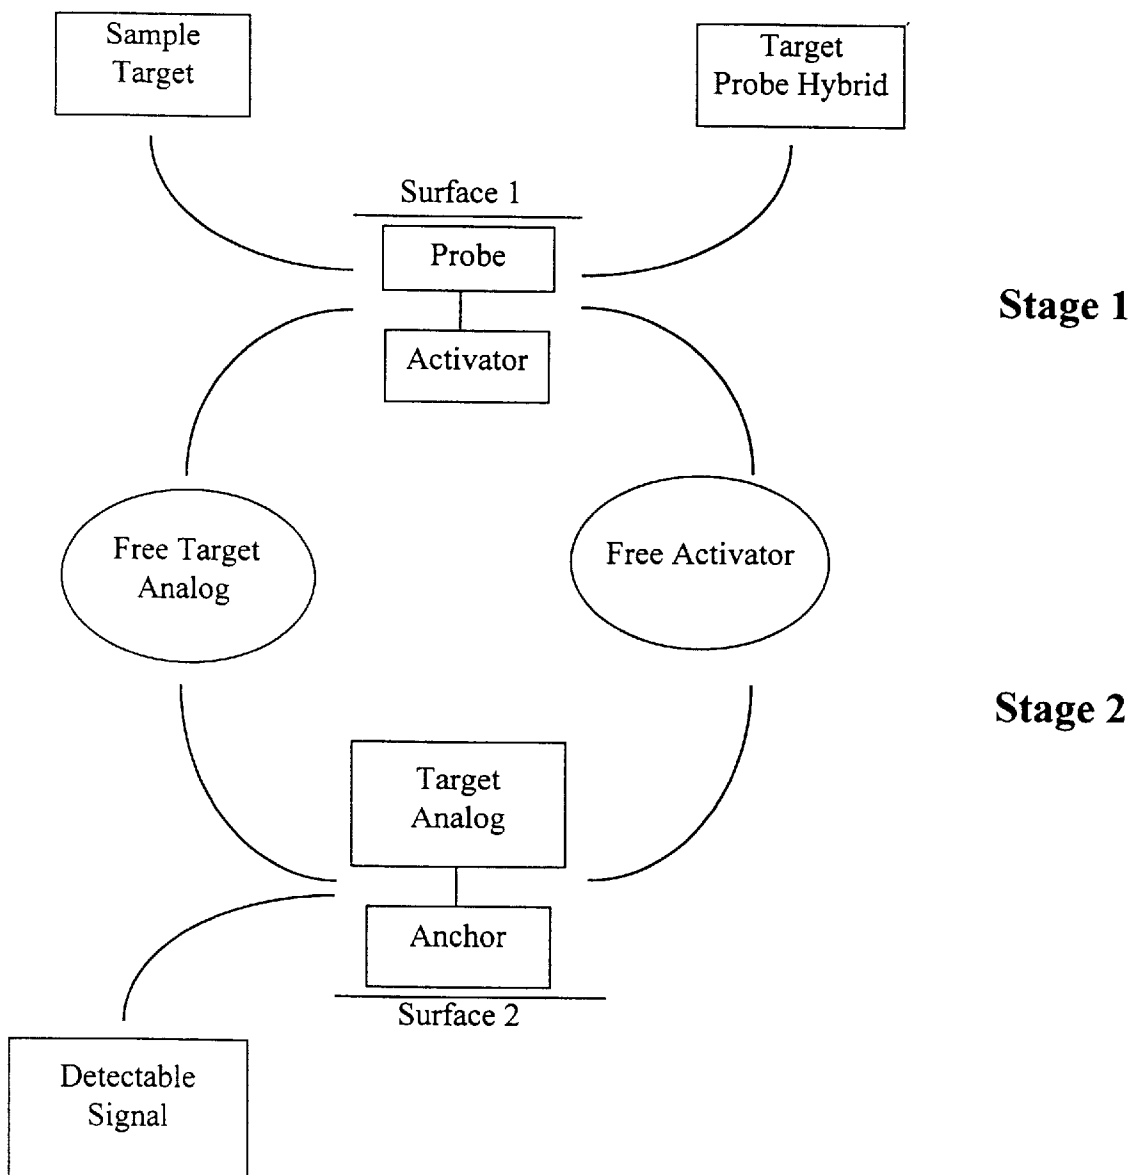 Sample
Target
Target
Probe Hybrid
Surface 1
Probe
Stage 1
Activator
Free Target
Analog
Free Activator
Stage 2
Target
Analog
Anchor
Surface 2
Detectable
Signal